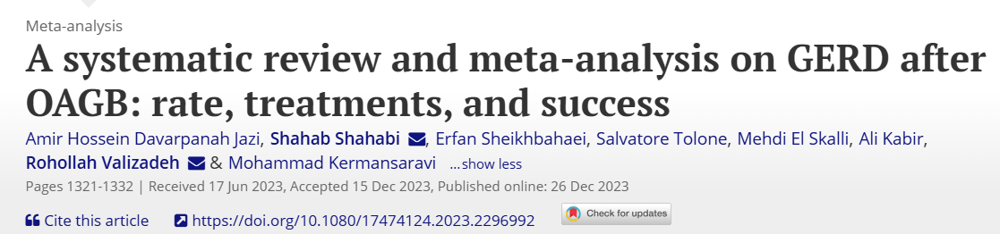 Meta-analysis
A systematic review and meta-analysis on GERD after
OAGB: rate, treatments, and success
Amir Hossein Davarpanah Jazi, Shahab Shahabi, Erfan Sheikhbahaei, Salvatore Tolone, Mehdi El Skalli, Ali Kabir,
Rohollah Valizadeh & Mohammad Kermansaravi ...show less
Pages 1321-1332 | Received 17 Jun 2023, Accepted 15 Dec 2023, Published online: 26 Dec 2023
Cite this article https://doi.org/10.1080/17474124.2023.2296992 Check for updates